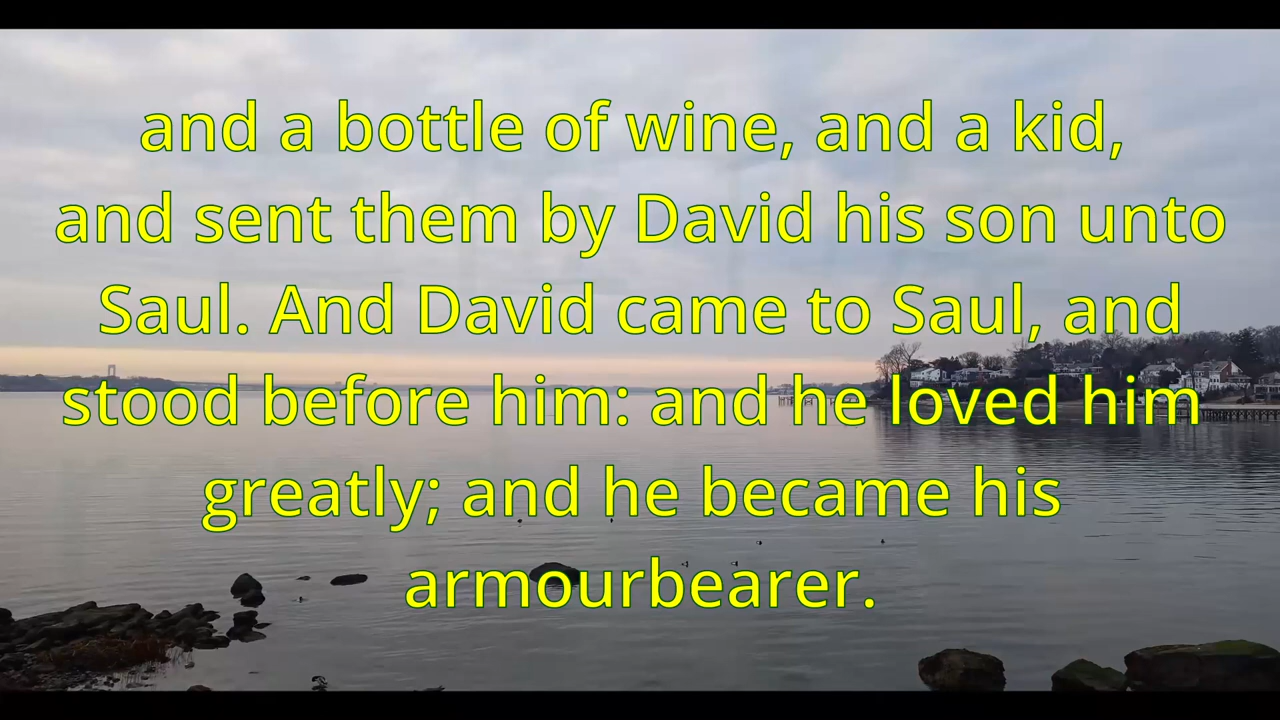 and a bottle of wine, and a kid,
and sent them by David his son unto
Saul. And David came to Saul, and
stood before him: and he loved him
greatly; and he became his
armourbearer.